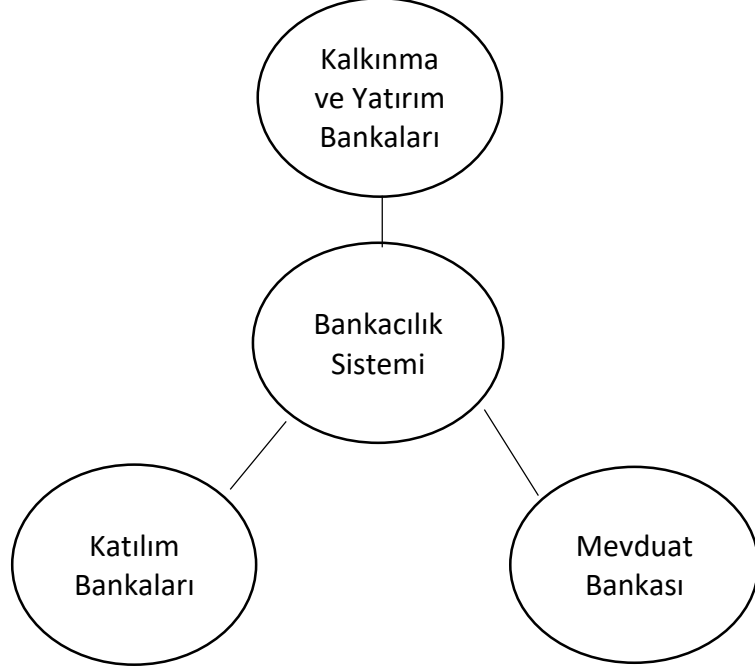 Kalkınma
ve Yatırım
Bankaları
Bankacılık
Sistemi
Katılım
Bankaları
Mevduat
Bankası